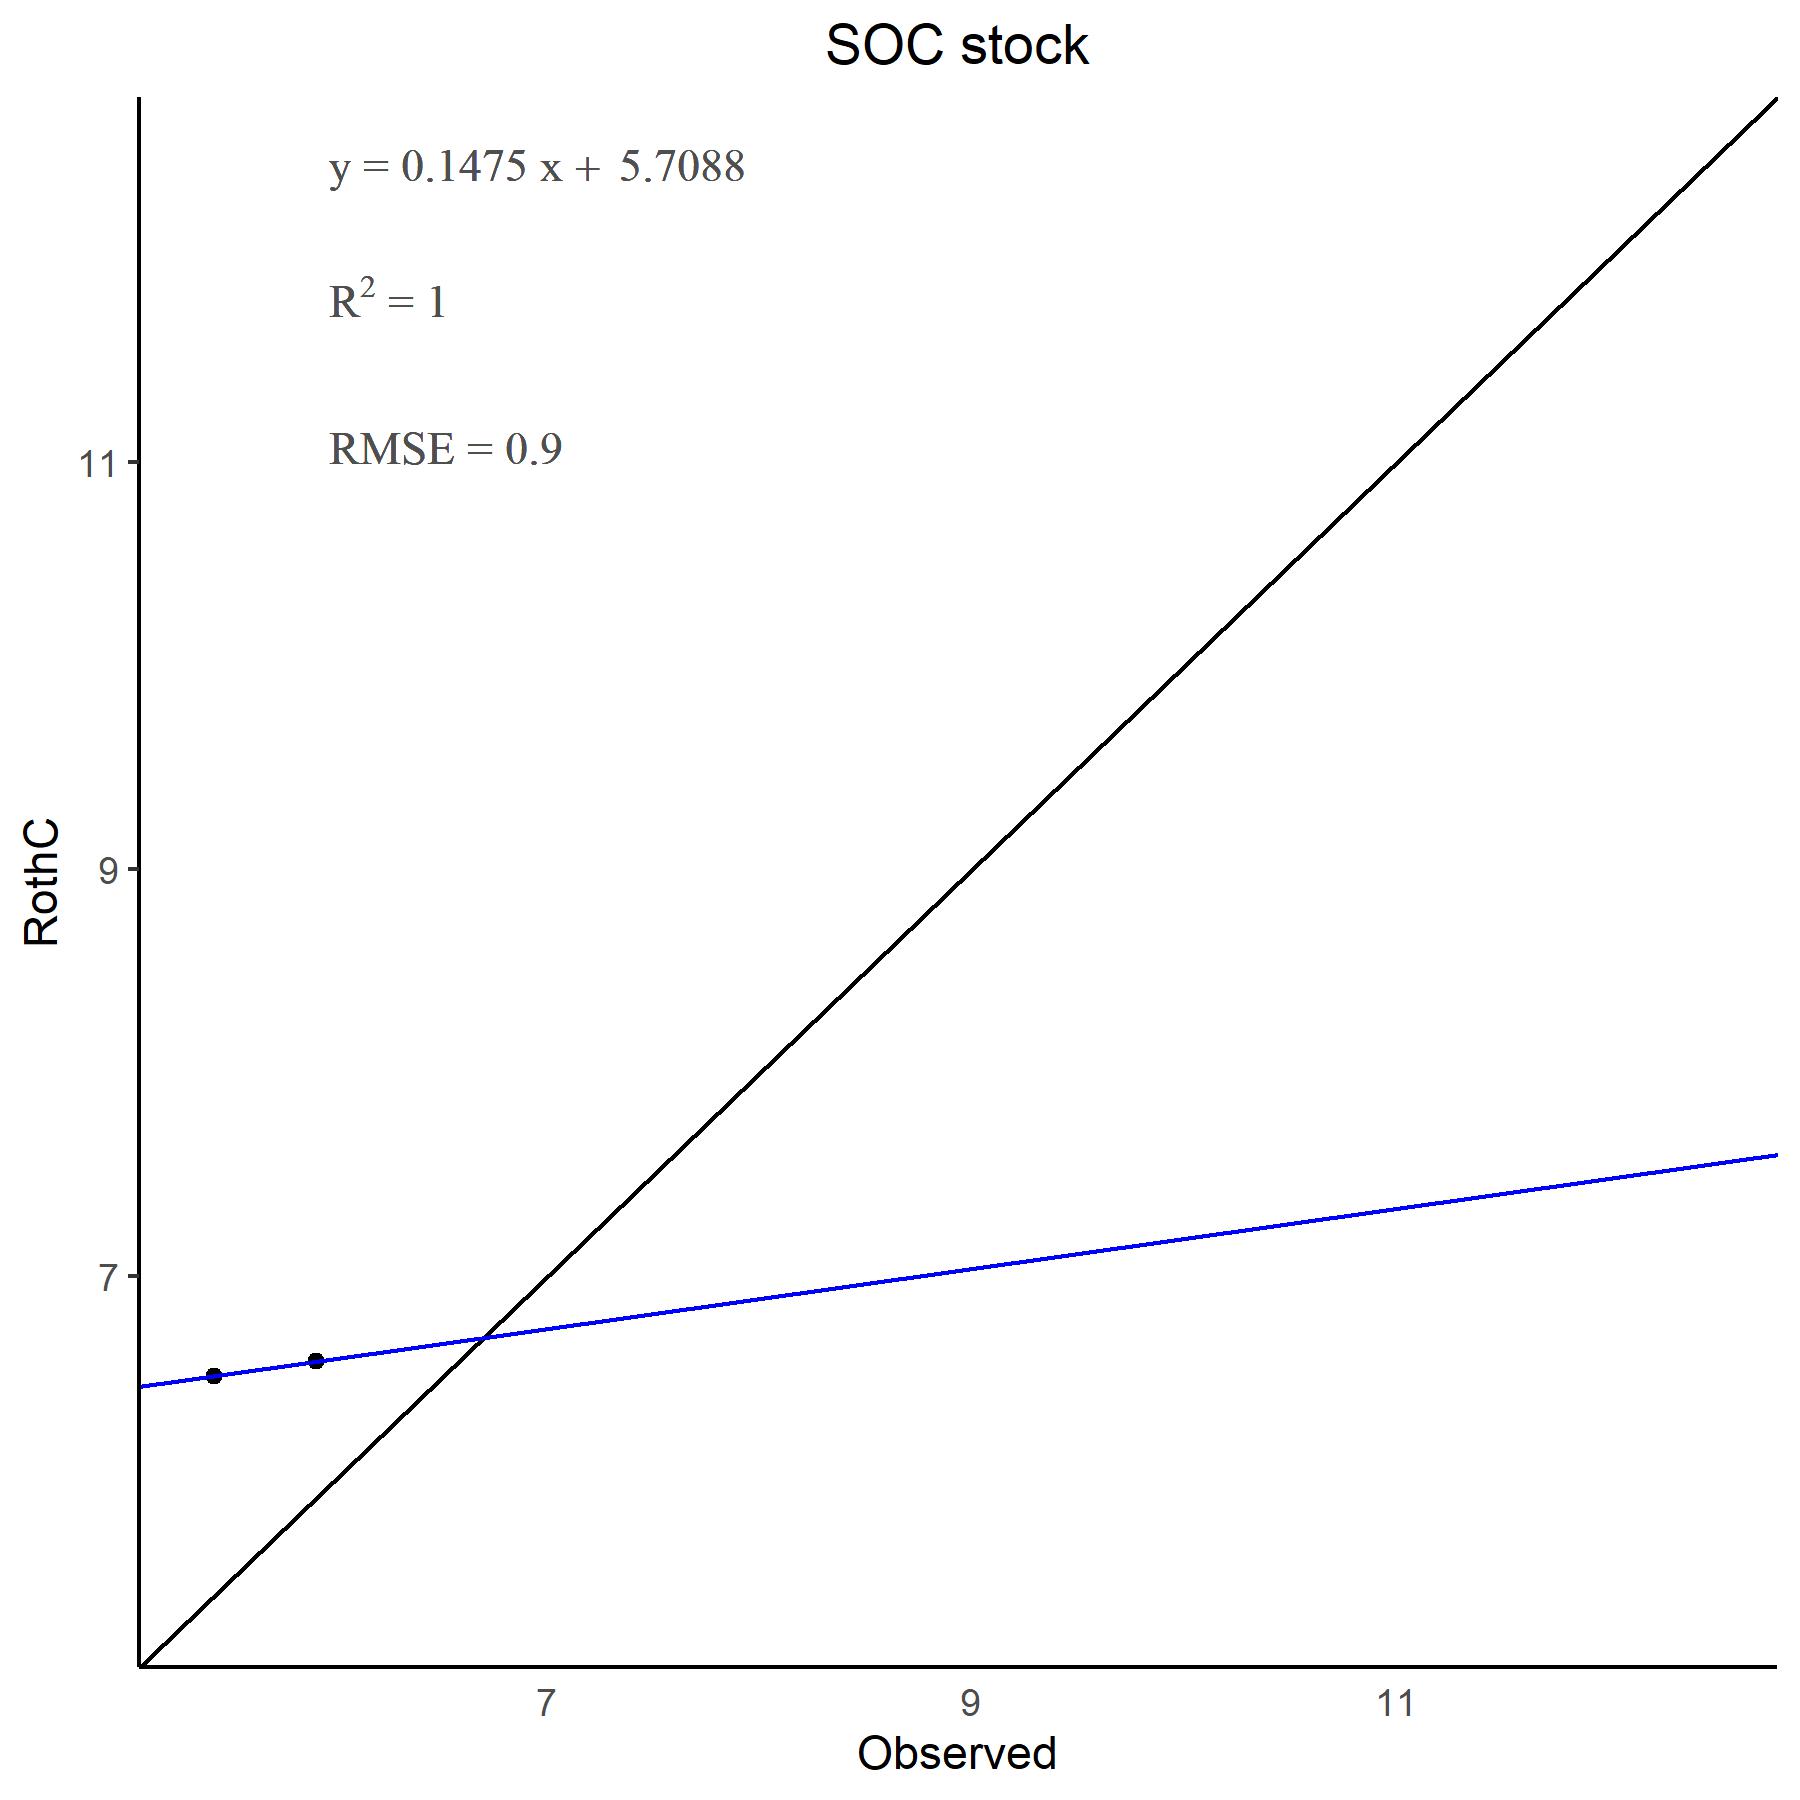 SOC stock
y = 0.1475 x + 5.7088
R² = 1
RMSE = 0.9
11
9
7
RothC
7 9 11
Observed